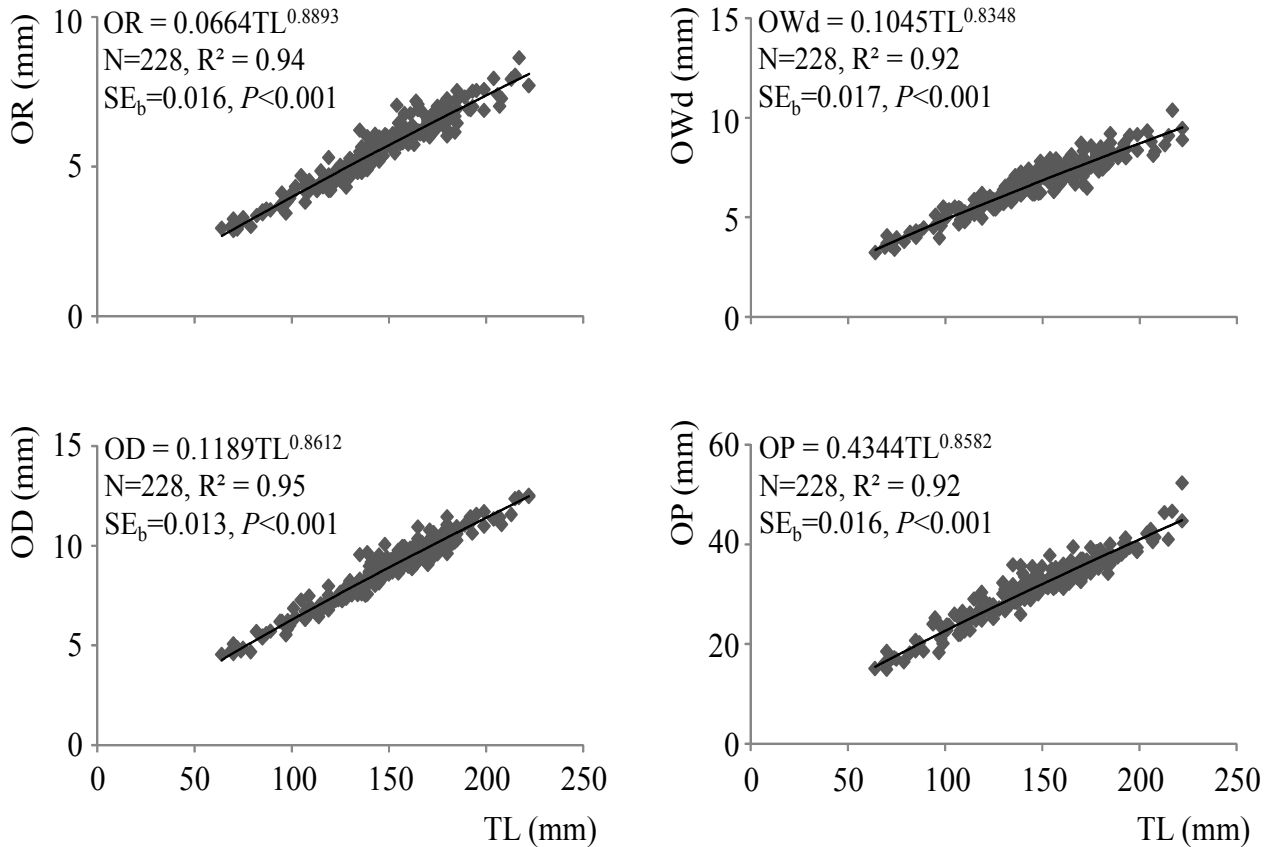 OR (mm)
10
5
0
OR = 0.0664TL^0.8893
N=228, R² = 0.94
SE_b=0.016, P<0.001
OWd (mm)
15
10
5
0
OWd = 0.1045TL^0.8348
N=228, R² = 0.92
SE_b=0.017, P<0.001
OD (mm)
15
10
5
0
OD = 0.1189TL^0.8612
N=228, R² = 0.95
SE_b=0.013, P<0.001
0 50 100 150 200 250
TL (mm)
OP (mm)
60
40
20
0
OP = 0.4344TL^0.8582
N=228, R² = 0.92
SE_b=0.016, P<0.001
0 50 100 150 200 250
TL (mm)